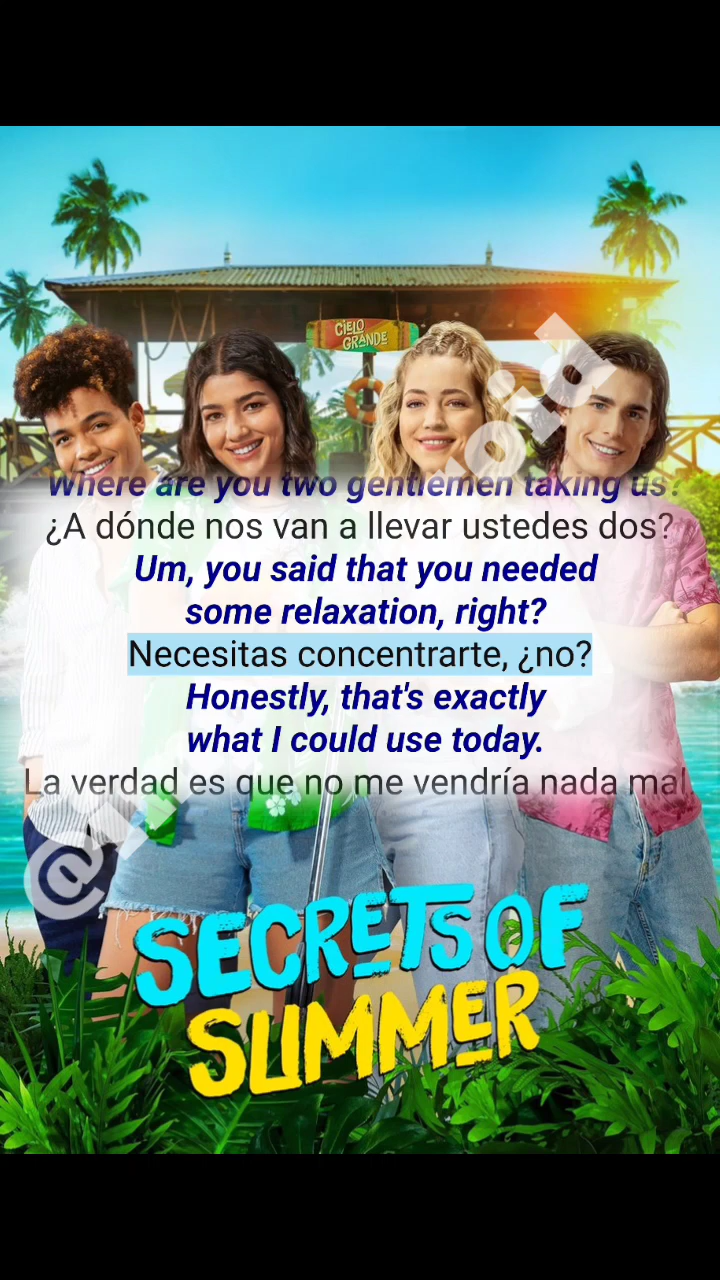 CIELO
GRANDE
Where are you two gentlemen taking us?
¿A dónde nos van a llevar ustedes dos?
Um, you said that you needed
some relaxation, right?
Necesitas concentrarte, ¿no?
Honestly, that's exactly
what I could use today.
La verdad es que no me vendría nada mal.
SECRETS OF
SUMMER